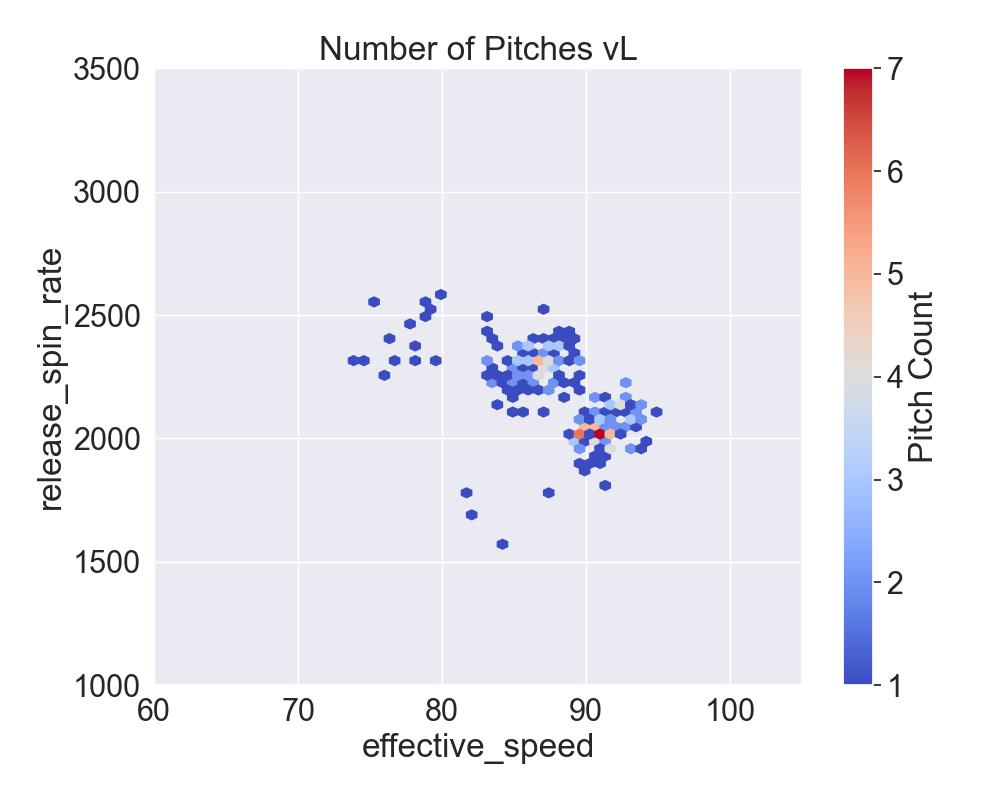 Number of Pitches vL
3500
3000
2500
2000
1500
1000
release_spin_rate
60 70 80 90 100
effective_speed
7
6
5
4
3
2
1
Pitch Count